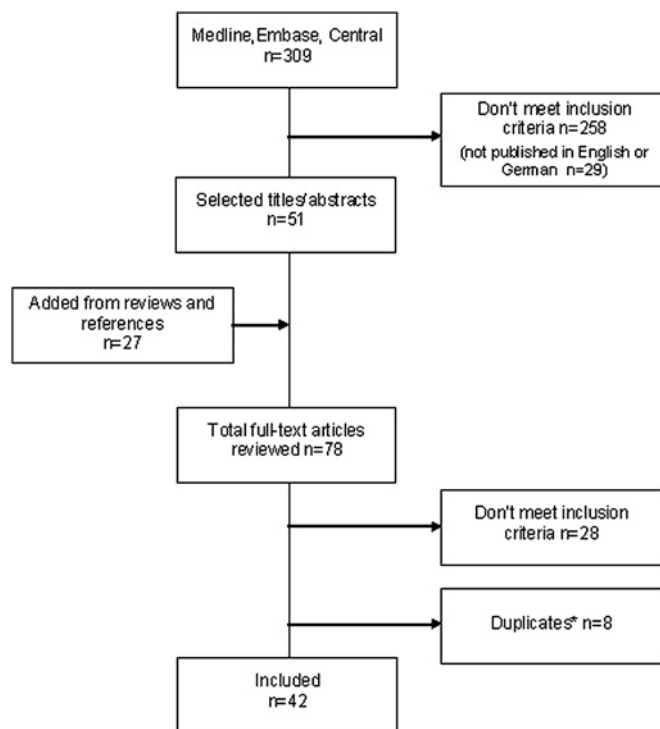 Medline, Embase, Central
n=309
Don't meet inclusion
criteria n=258
(not published in English or
German n=29)
Selected titles/abstracts
n=51
Added from reviews and
references
n=27
Total full-text articles
reviewed n=78
Don't meet inclusion
criteria n=28
Duplicates* n=8
Included
n=42